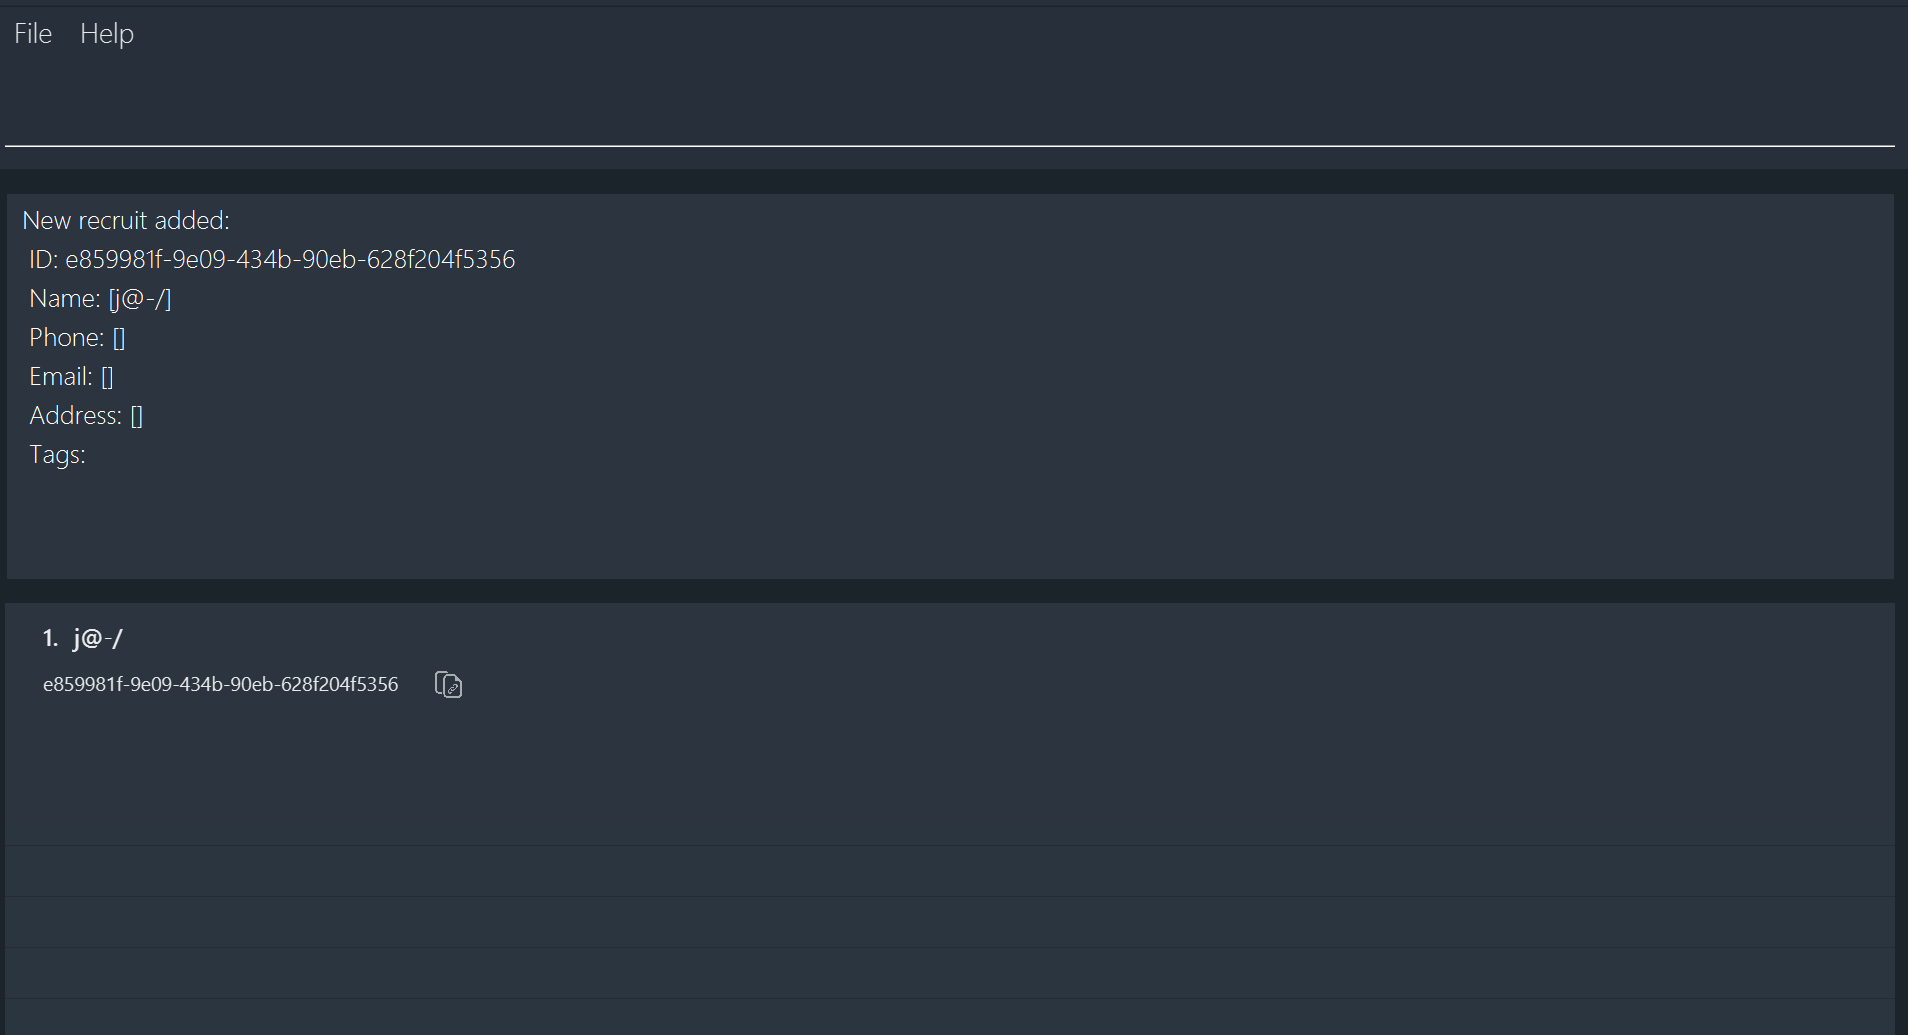 File Help
New recruit added:
ID: e859981f-9e09-434b-90eb-628f204f5356
Name: [j@-/]
Phone: []
Email: []
Address: []
Tags:
1. j@-/
e859981f-9e09-434b-90eb-628f204f5356